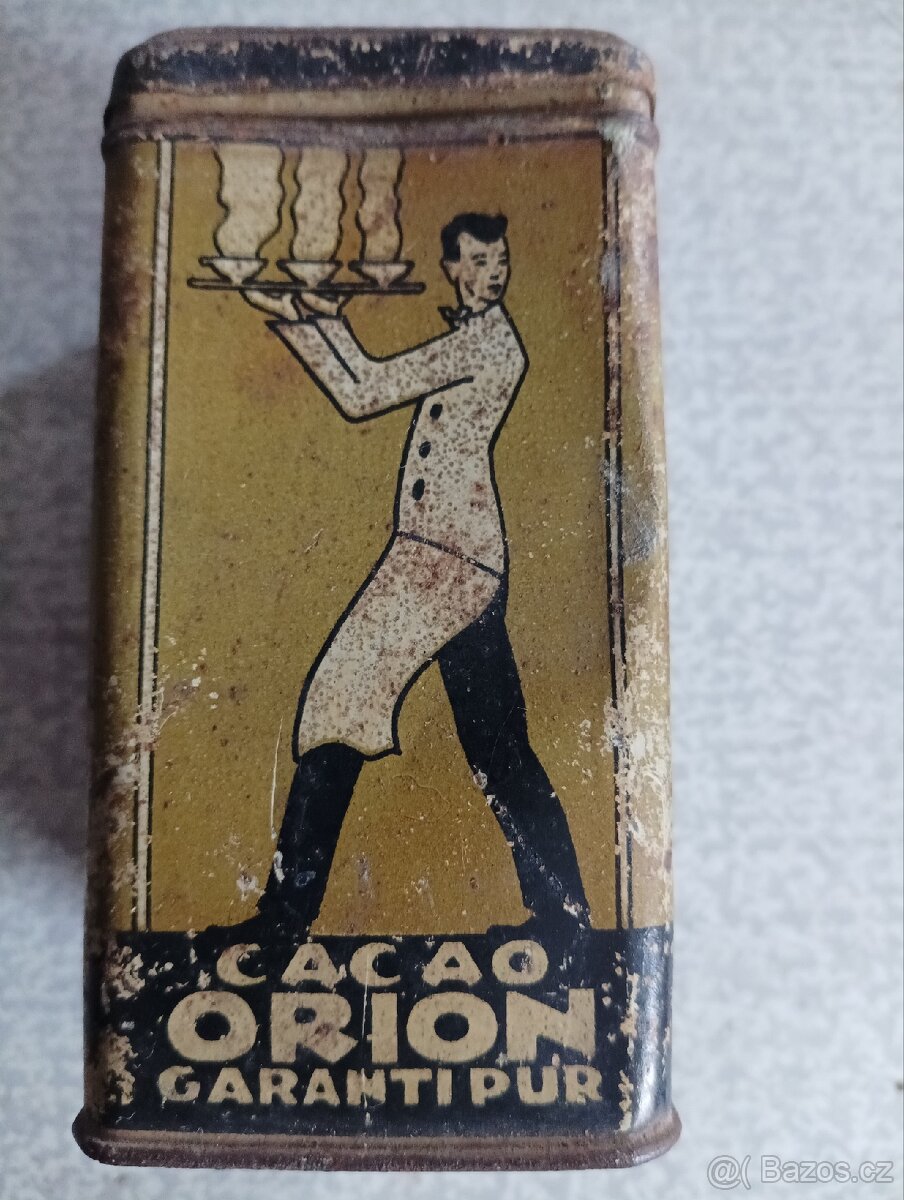 CACAO
ORION
GARANTI PUR
@( Bazos.cz